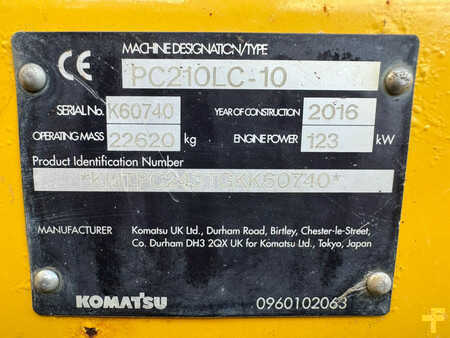 MACHINE DESIGNATION/TYPE
CE PC210LC-10
SERIAL No. K60740 YEAR OF CONSTRUCTION 2016
OPERATING MASS 22620 kg ENGINE POWER 123 kW
Product Identification Number
MANUFACTURER Komatsu UK Ltd., Durham Road, Birtley, Chester-le-Street,
Co. Durham DH3 2QX UK for Komatsu Ltd., Tokyo, Japan
KOMATSU 0960102063